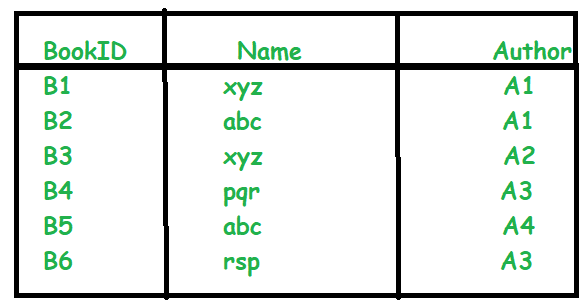 BookID Name Author
B1 xyz A1
B2 abc A1
B3 xyz A2
B4 pqr A3
B5 abc A4
B6 rsp A3